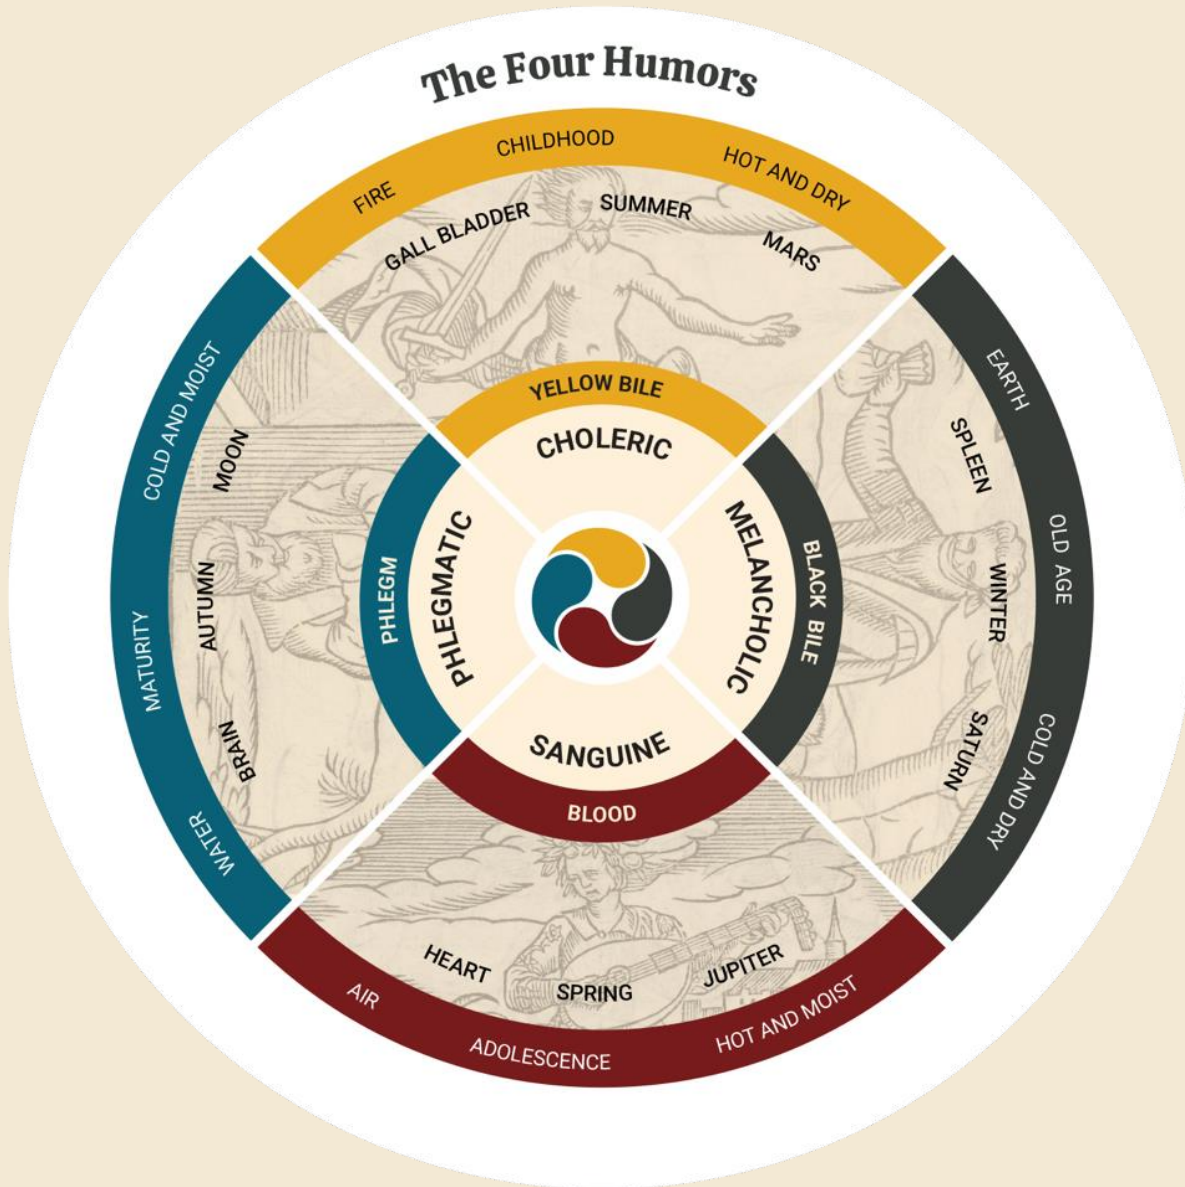 The Four Humors
FIRE
CHILDHOOD
HOT AND DRY
GALL BLADDER
SUMMER
MARS
YELLOW BILE
CHOLERIC
EARTH
OLD AGE
COLD AND DRY
SPLEEN
WINTER
SATURN
BLACK BILE
MELANCHOLIC
SANGUINE
BLOOD
HEART
SPRING
JUPITER
AIR
ADOLESCENCE
HOT AND MOIST
COLD AND MOIST
MATURITY
WATER
MOON
AUTUMN
BRAIN
PHLEGM
PHLEGMATIC